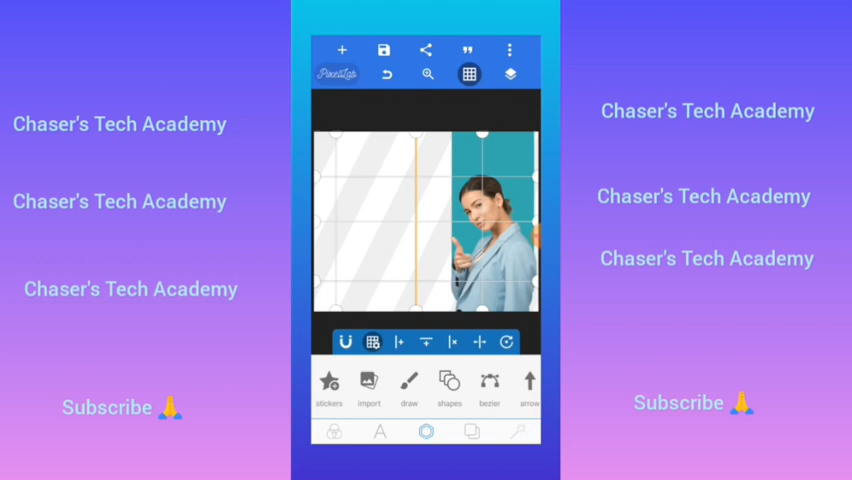 Chaser's Tech Academy
Chaser's Tech Academy
Chaser's Tech Academy
Subscribe 🙏
PixelLab
stickers
import
draw
shapes
bezier
arrow
A
Chaser's Tech Academy
Chaser's Tech Academy
Chaser's Tech Academy
Subscribe 🙏